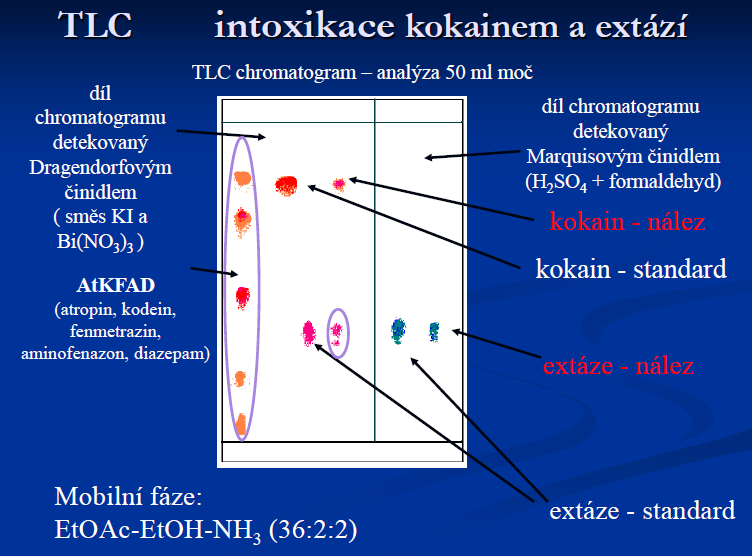 TLC intoxikace kokainem a extází
TLC chromatogram – analýza 50 ml moč
díl
chromatogramu
detekovaný
Dragendorfovým
činidlem
( směs KI a
Bi(NO₃)₃ )
AtKFAD
(atropin, kodein,
fenmetrazin,
aminofenazon, diazepam)
díl chromatogramu
detekovaný
Marquisovým činidlem
(H₂SO₄ + formaldehyd)
kokain - nález
kokain - standard
extáze - nález
extáze - standard
Mobilní fáze:
EtOAc-EtOH-NH₃ (36:2:2)